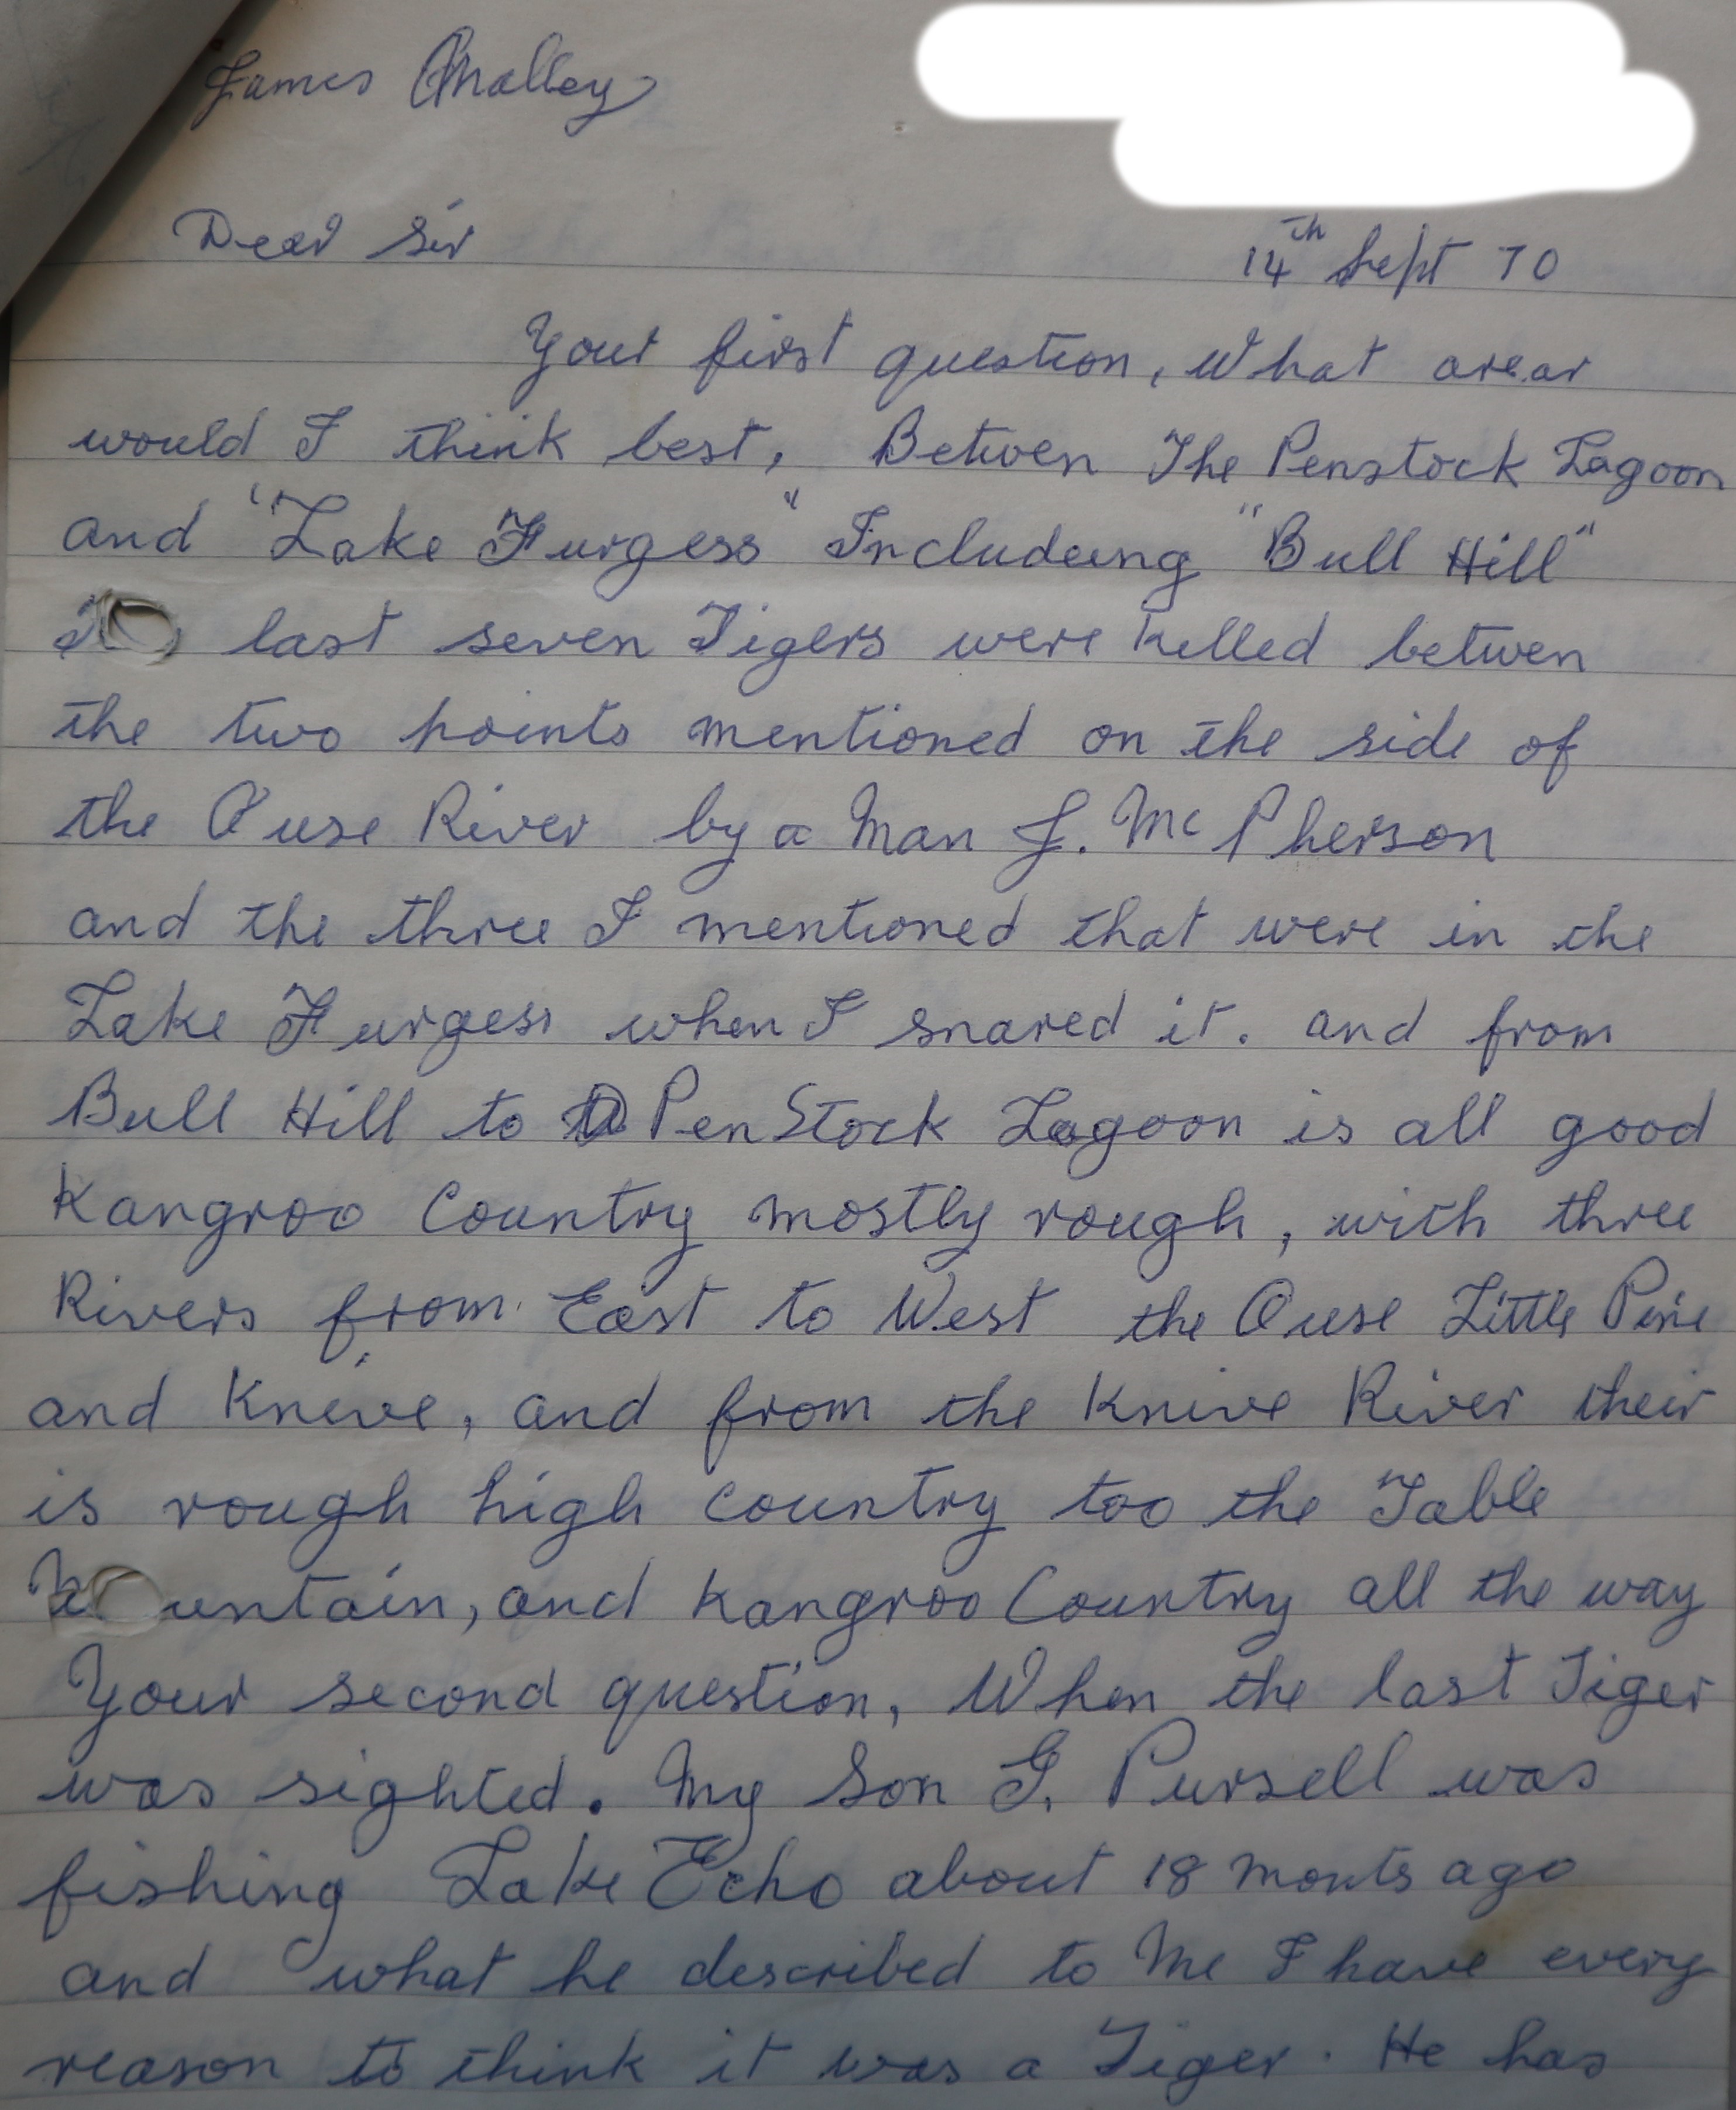 James Malley
Dear Sir
14th Sept 70
Your first question, What arear
would I think best, Betwen The Penstock Lagoon
and "Lake Furgess" Includeing "Bull Hill"
last seven Tigers were killed betwen
the two points mentioned on the side of
the Ouse River by a Man J. McPherson
and the three I mentioned that were in the
Lake Furgess when I snared it. and from
Bull Hill to PenStock Lagoon is all good
Kangroo Country mostly rough, with three
Rivers from East to West the Ouse Little Pine
and Knive, and from the Knive River their
is rough high country too the Table
Mountain, and Kangroo Country all the way
Your second question, When the last Tiger
was sighted. My Son G. Pursell was
fishing Lake Echo about 18 monts ago
and what he described to Me I have every
reason to think it was a Tiger. He has